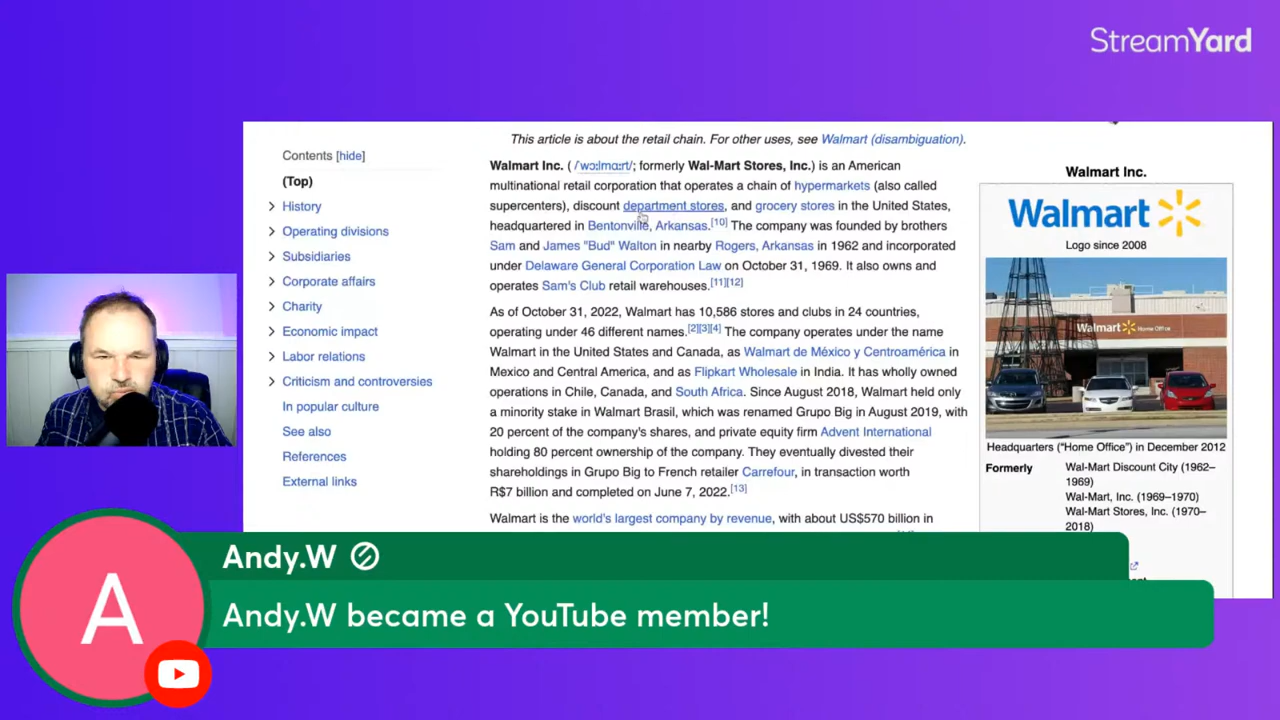 StreamYard
This article is about the retail chain. For other uses, see Walmart (disambiguation).
Contents [hide]
(Top)
History
Operating divisions
Subsidiaries
Corporate affairs
Charity
Economic impact
Labor relations
Criticism and controversies
In popular culture
See also
References
External links
Walmart Inc. (/ˈwɔːlmɑːrt/; formerly Wal-Mart Stores, Inc.) is an American
multinational retail corporation that operates a chain of hypermarkets (also called
supercenters), discount department stores, and grocery stores in the United States,
headquartered in Bentonville, Arkansas.[10] The company was founded by brothers
Sam and James "Bud" Walton in nearby Rogers, Arkansas in 1962 and incorporated
under Delaware General Corporation Law on October 31, 1969. It also owns and
operates Sam's Club retail warehouses.[11][12]
As of October 31, 2022, Walmart has 10,586 stores and clubs in 24 countries,
operating under 46 different names.[2][3][4] The company operates under the name
Walmart in the United States and Canada, as Walmart de México y Centroamérica in
Mexico and Central America, and as Flipkart Wholesale in India. It has wholly owned
operations in Chile, Canada, and South Africa. Since August 2018, Walmart held only
a minority stake in Walmart Brasil, which was renamed Grupo Big in August 2019, with
20 percent of the company's shares, and private equity firm Advent International
holding 80 percent ownership of the company. They eventually divested their
shareholdings in Grupo Big to French retailer Carrefour, in transaction worth
R$7 billion and completed on June 7, 2022.[13]
Walmart is the world's largest company by revenue, with about US$570 billion in
Walmart Inc.
Walmart
Logo since 2008
Walmart Home Office
Headquarters ("Home Office") in December 2012
Formerly
Wal-Mart Discount City (1962–
1969)
Wal-Mart, Inc. (1969–1970)
Wal-Mart Stores, Inc. (1970–
2018)
A
Andy.W
Andy.W became a YouTube member!